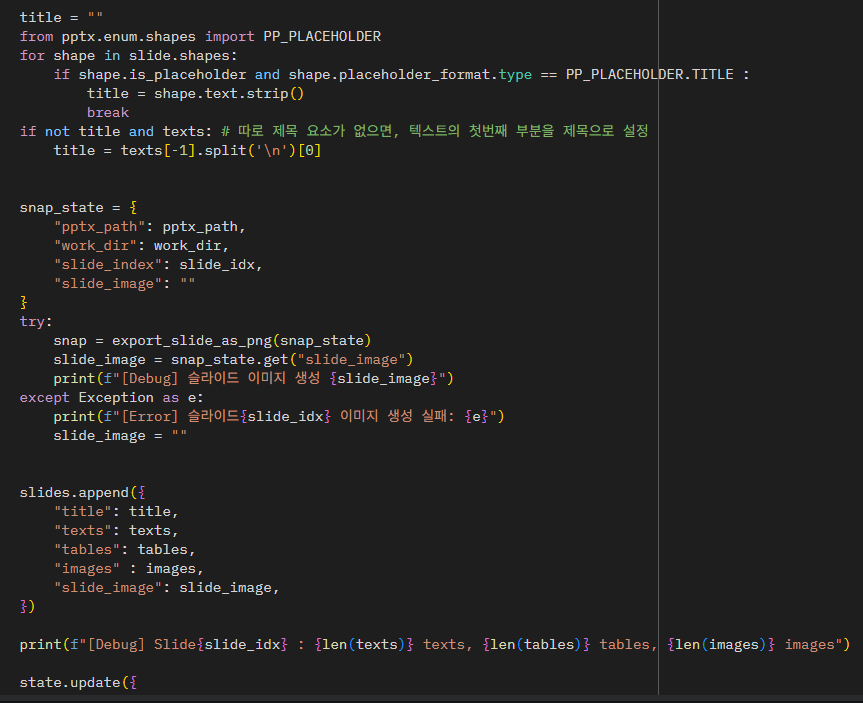 title = ""
from pptx.enum.shapes import PP_PLACEHOLDER
for shape in slide.shapes:
    if shape.is_placeholder and shape.placeholder_format.type == PP_PLACEHOLDER.TITLE :
        title = shape.text.strip()
        break
if not title and texts: # 따로 제목 요소가 없으면, 텍스트의 첫번째 부분을 제목으로 설정
    title = texts[-1].split('\n')[0]
snap_state = {
    "pptx_path": pptx_path,
    "work_dir": work_dir,
    "slide_index": slide_idx,
    "slide_image": ""
}
try:
    snap = export_slide_as_png(snap_state)
    slide_image = snap_state.get("slide_image")
    print(f"[Debug] 슬라이드 이미지 생성 {slide_image}")
except Exception as e:
    print(f"[Error] 슬라이드{slide_idx} 이미지 생성 실패: {e}")
    slide_image = ""
slides.append({
    "title": title,
    "texts": texts,
    "tables": tables,
    "images" : images,
    "slide_image": slide_image,
})
print(f"[Debug] Slide{slide_idx} : {len(texts)} texts, {len(tables)} tables, {len(images)} images")
state.update({